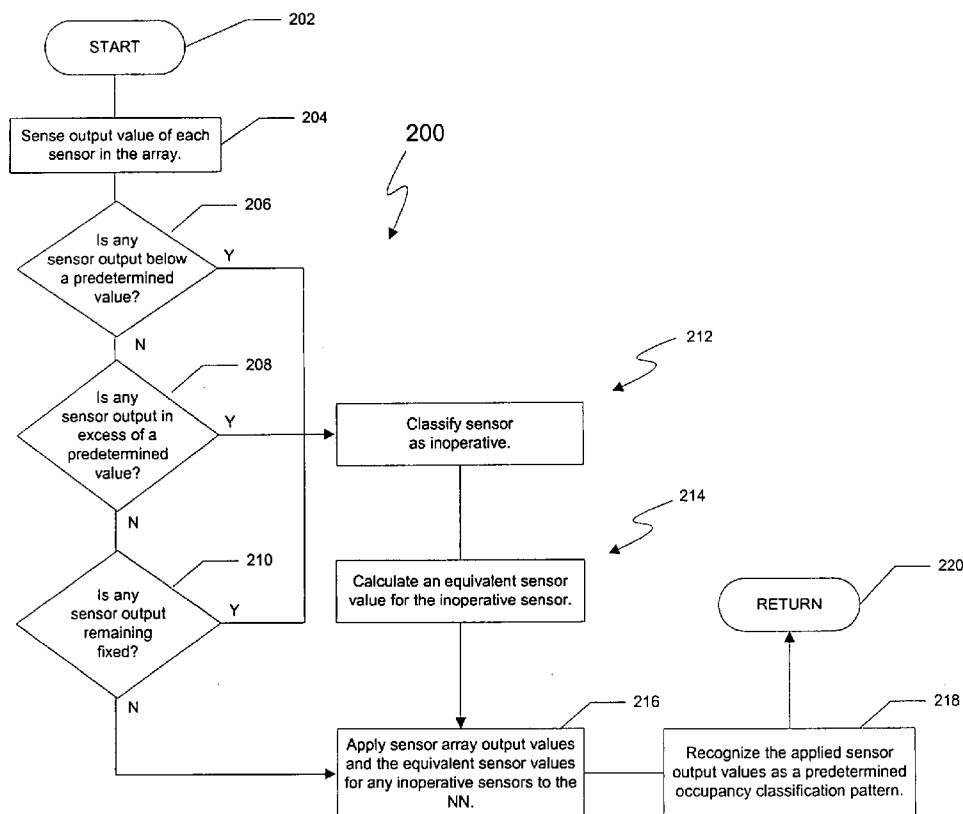 START
202
Sense output value of each
sensor in the array.
204
200
Is any
sensor output below
a predetermined
value?
206
Y
N
Is any
sensor output in
excess of a
predetermined
value?
208
Y
N
Is any
sensor output
remaining
fixed?
210
Y
N
Classify sensor
as inoperative.
212
Calculate an equivalent sensor
value for the inoperative sensor.
214
Apply sensor array output values
and the equivalent sensor values
for any inoperative sensors to the
NN.
216
Recognize the applied sensor
output values as a predetermined
occupancy classification pattern.
218
RETURN
220